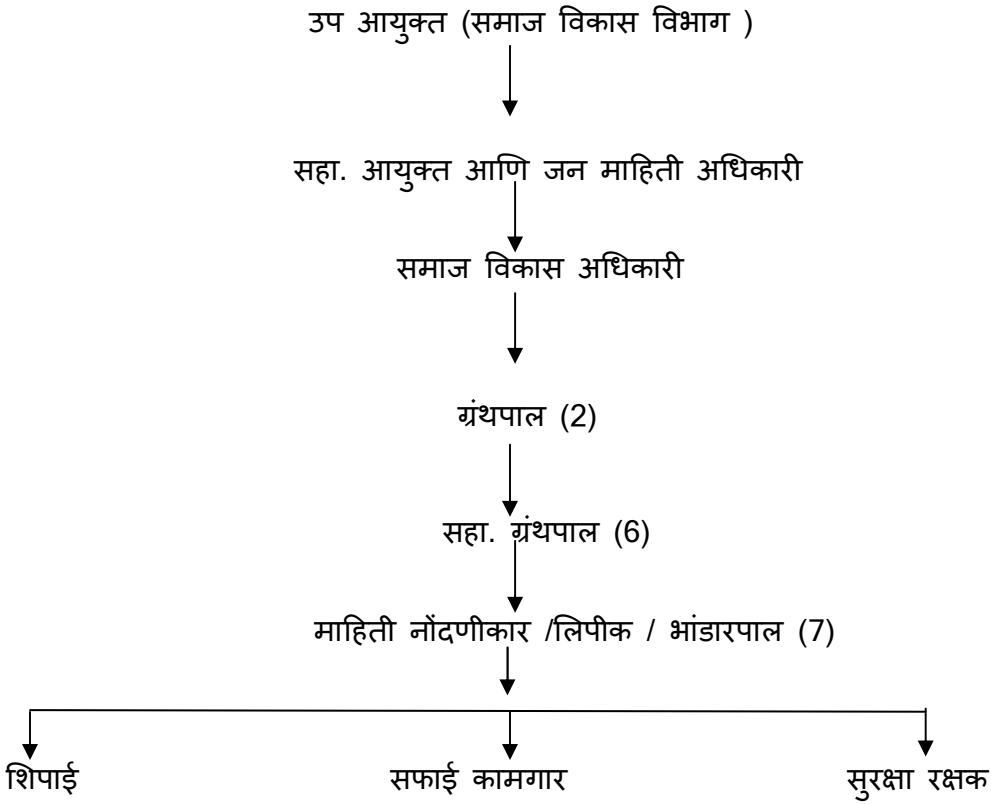 उप आयुक्त (समाज विकास विभाग )
सहा. आयुक्त आणि जन माहिती अधिकारी
समाज विकास अधिकारी
ग्रंथपाल (2)
सहा. ग्रंथपाल (6)
माहिती नोंदणीकार /लिपीक / भांडारपाल (7)
शिपाई सफाई कामगार सुरक्षा रक्षक